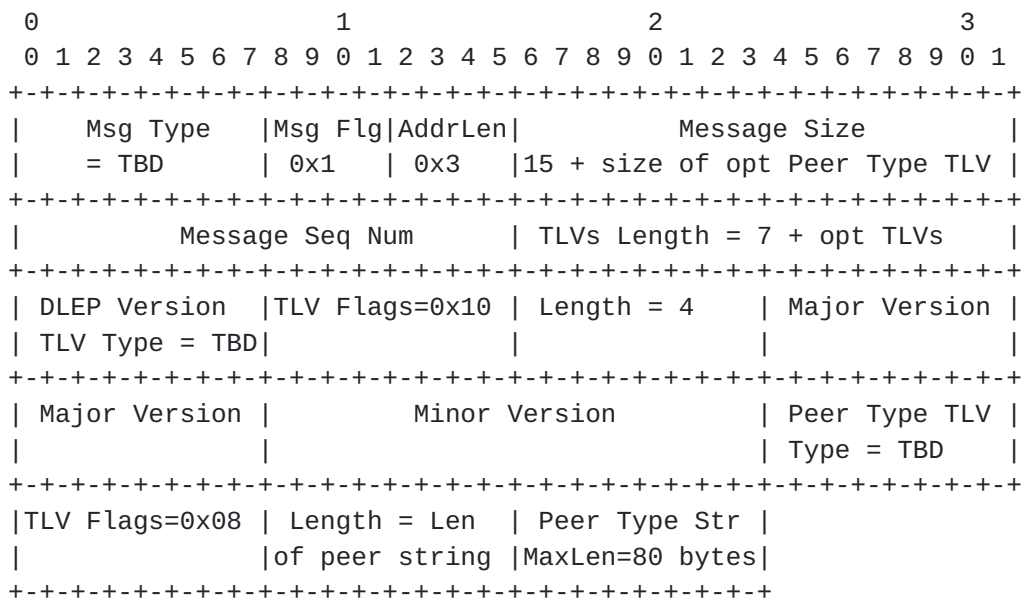 0                   1                   2                   3
 0 1 2 3 4 5 6 7 8 9 0 1 2 3 4 5 6 7 8 9 0 1 2 3 4 5 6 7 8 9 0 1
+-+-+-+-+-+-+-+-+-+-+-+-+-+-+-+-+-+-+-+-+-+-+-+-+-+-+-+-+-+-+-+-+
|    Msg Type   |Msg Flg|AddrLen|          Message Size         |
|    = TBD      | 0x1   | 0x3   |15 + size of opt Peer Type TLV |
+-+-+-+-+-+-+-+-+-+-+-+-+-+-+-+-+-+-+-+-+-+-+-+-+-+-+-+-+-+-+-+-+
|          Message Seq Num      | TLVs Length = 7 + opt TLVs    |
+-+-+-+-+-+-+-+-+-+-+-+-+-+-+-+-+-+-+-+-+-+-+-+-+-+-+-+-+-+-+-+-+
| DLEP Version  |TLV Flags=0x10 | Length = 4    | Major Version |
| TLV Type = TBD|               |               |               |
+-+-+-+-+-+-+-+-+-+-+-+-+-+-+-+-+-+-+-+-+-+-+-+-+-+-+-+-+-+-+-+-+
| Major Version |         Minor Version         | Peer Type TLV |
|               |                               | Type = TBD    |
+-+-+-+-+-+-+-+-+-+-+-+-+-+-+-+-+-+-+-+-+-+-+-+-+-+-+-+-+-+-+-+-+
|TLV Flags=0x08 | Length = Len  | Peer Type Str |
|               |of peer string |MaxLen=80 bytes|
+-+-+-+-+-+-+-+-+-+-+-+-+-+-+-+-+-+-+-+-+-+-+-+-+